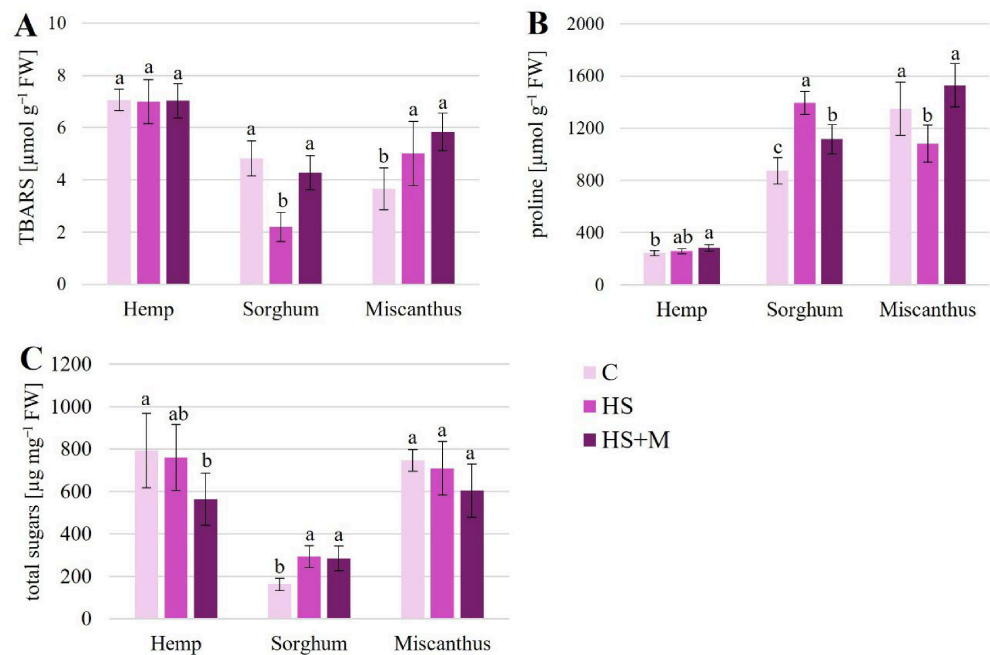 A
TBARS [µmol g⁻¹ FW]
10
8
6
4
2
0
a a a
a b a
b a a
Hemp Sorghum Miscanthus
B
proline [µmol g⁻¹ FW]
1600
1200
800
400
0
b ab a
c a b
a b a
Hemp Sorghum Miscanthus
C
total sugars [µg mg⁻¹ FW]
1200
1000
800
600
400
200
0
a ab b
b a a
a a a
Hemp Sorghum Miscanthus
C
HS
HS+M